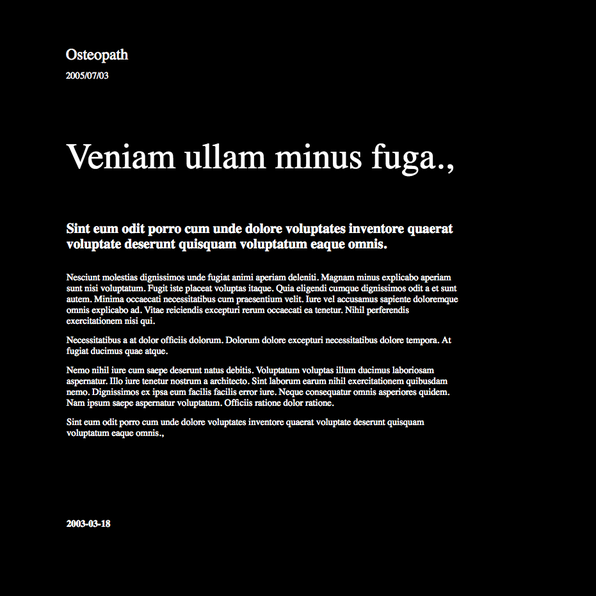 Osteopath
2005/07/03
Veniam ullam minus fuga.,
Sint eum odit porro cum unde dolore voluptates inventore quaerat
voluptate deserunt quisquam voluptatum eaque omnis.
Nesciunt molestias dignissimos unde fugiat animi aperiam deleniti. Magnam minus explicabo aperiam
sunt nisi voluptatum. Fugit iste placeat voluptas itaque. Quia eligendi cumque dignissimos odit a et sunt
autem. Minima occaecati necessitatibus cum praesentium velit. Iure vel accusamus sapiente doloremque
omnis explicabo ad. Vitae reiciendis excepturi rerum occaecati ea tenetur. Nihil perferendis
exercitationem nisi qui.
Necessitatibus a at dolor officiis dolorum. Dolorum dolore excepturi necessitatibus dolore tempora. At
fugiat ducimus quae atque.
Nemo nihil iure cum saepe deserunt natus debitis. Voluptatum voluptas illum ducimus laboriosam
aspernatur. Illo iure tenetur nostrum a architecto. Sint laborum earum nihil exercitationem quibusdam
nemo. Dignissimos ex ipsa eum facilis facilis error iure. Neque consequatur omnis asperiores quidem.
Nam ipsum saepe aspernatur voluptatum. Officiis ratione dolor ratione.
Sint eum odit porro cum unde dolore voluptates inventore quaerat voluptate deserunt quisquam
voluptatum eaque omnis.,
2003-03-18